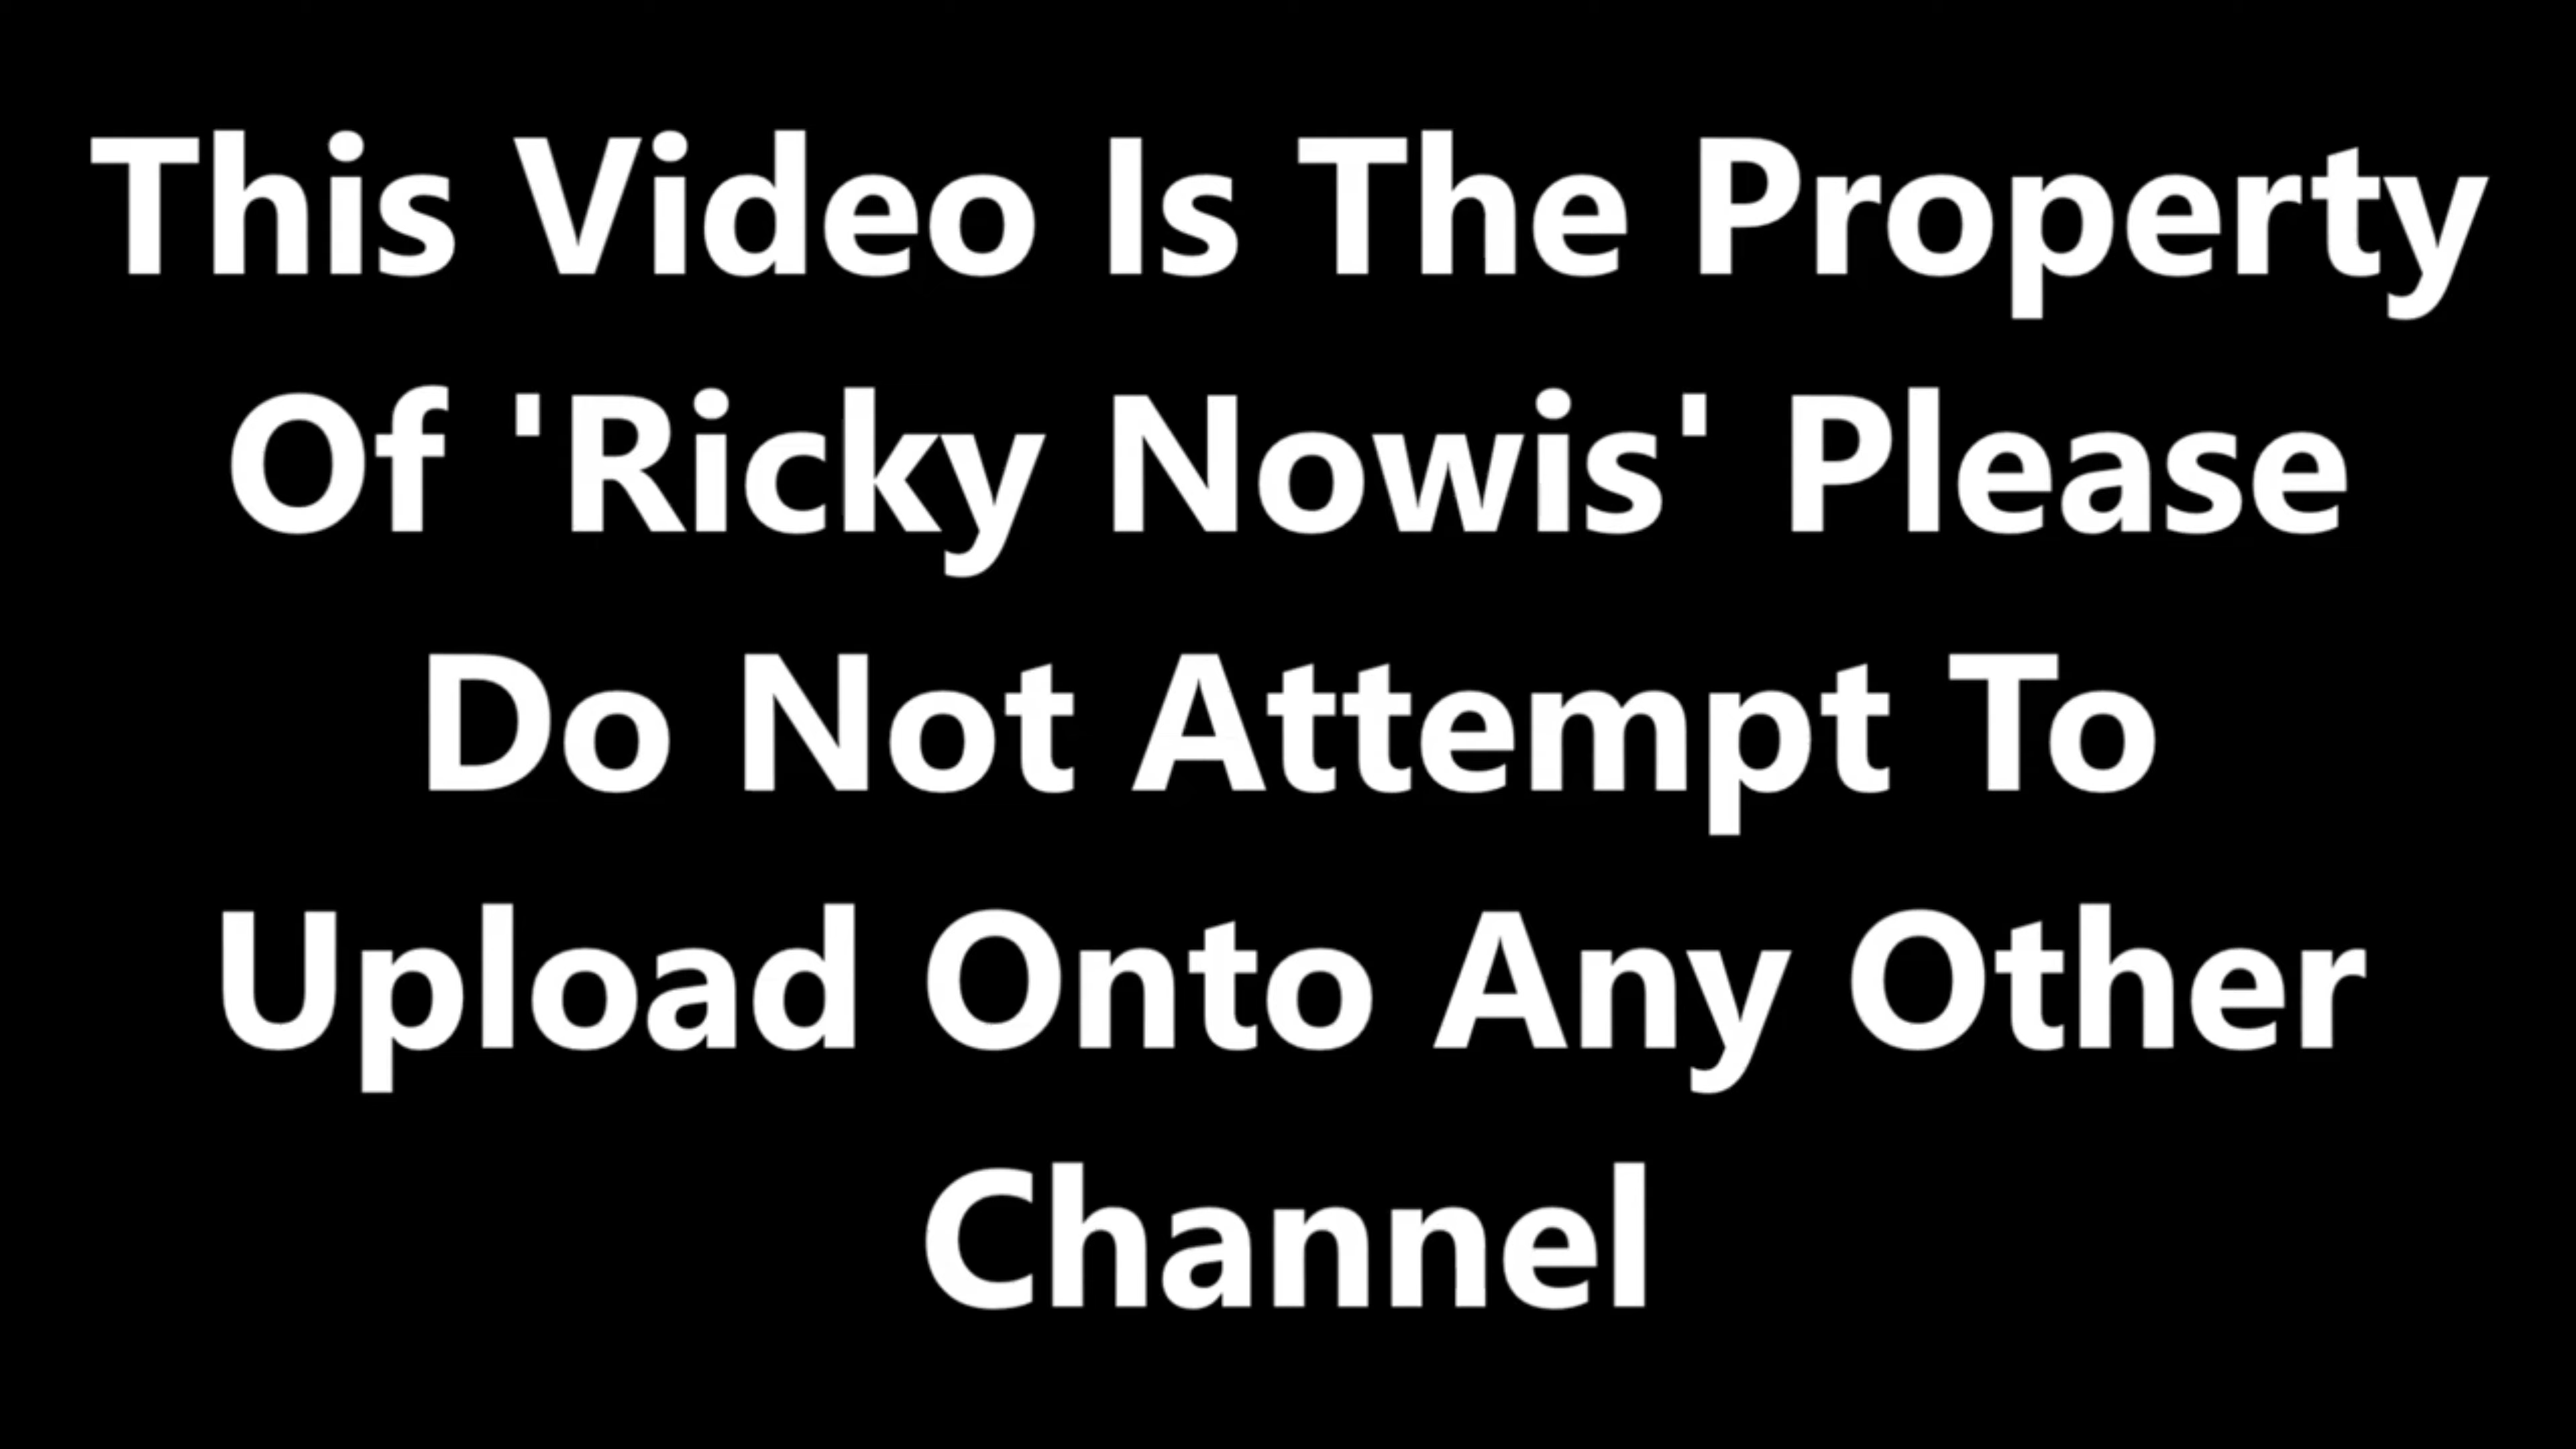 This Video Is The Property
Of 'Ricky Nowis' Please
Do Not Attempt To
Upload Onto Any Other
Channel